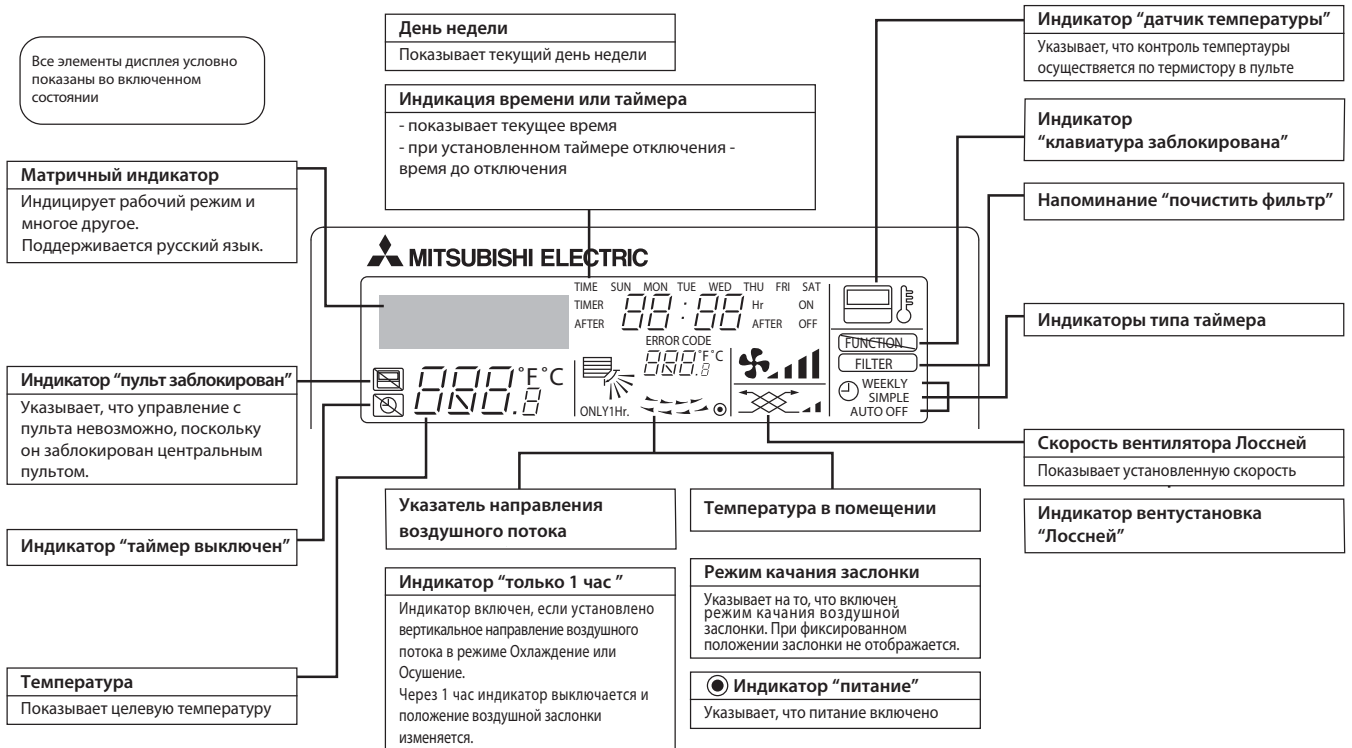 Все элементы дисплея условно
показаны во включенном
состоянии
День недели
Показывает текущий день недели
Индикация времени или таймера
- показывает текущее время
- при установленном таймере отключения -
время до отключения
Индикатор “датчик температуры”
Указывает, что контроль темпертауры
осуществяется по термистору в пульте
Индикатор
“клавиатура заблокирована”
Напоминание “почистить фильтр”
Индикаторы типа таймера
Матричный индикатор
Индицирует рабочий режим и
многое другое.
Поддерживается русский язык.
Индикатор “пульт заблокирован”
Указывает, что управление с
пульта невозможно, поскольку
он заблокирован центральным
пультом.
Индикатор “таймер выключен”
Температура
Показывает целевую температуру
MITSUBISHI ELECTRIC
TIME SUN MON TUE WED THU FRI SAT
TIMER 88:88 Hr ON
AFTER AFTER OFF
ERROR CODE
888.8 °F°C
888.8 °F°C
ONLY1Hr.
FUNCTION
FILTER
WEEKLY
SIMPLE
AUTO OFF
Указатель направления
воздушного потока
Температура в помещении
Индикатор “только 1 час ”
Индикатор включен, если установлено
вертикальное направление воздушного
потока в режиме Охлаждение или
Осушение.
Через 1 час индикатор выключается и
положение воздушной заслонки
изменяется.
Режим качания заслонки
Указывает на то, что включен
режим качания воздушной
заслонки. При фиксированном
положении заслонки не отображается.
Индикатор “питание”
Указывает, что питание включено
Скорость вентилятора Лоссней
Показывает установленную скорость
Индикатор вентустановка
“Лоссней”